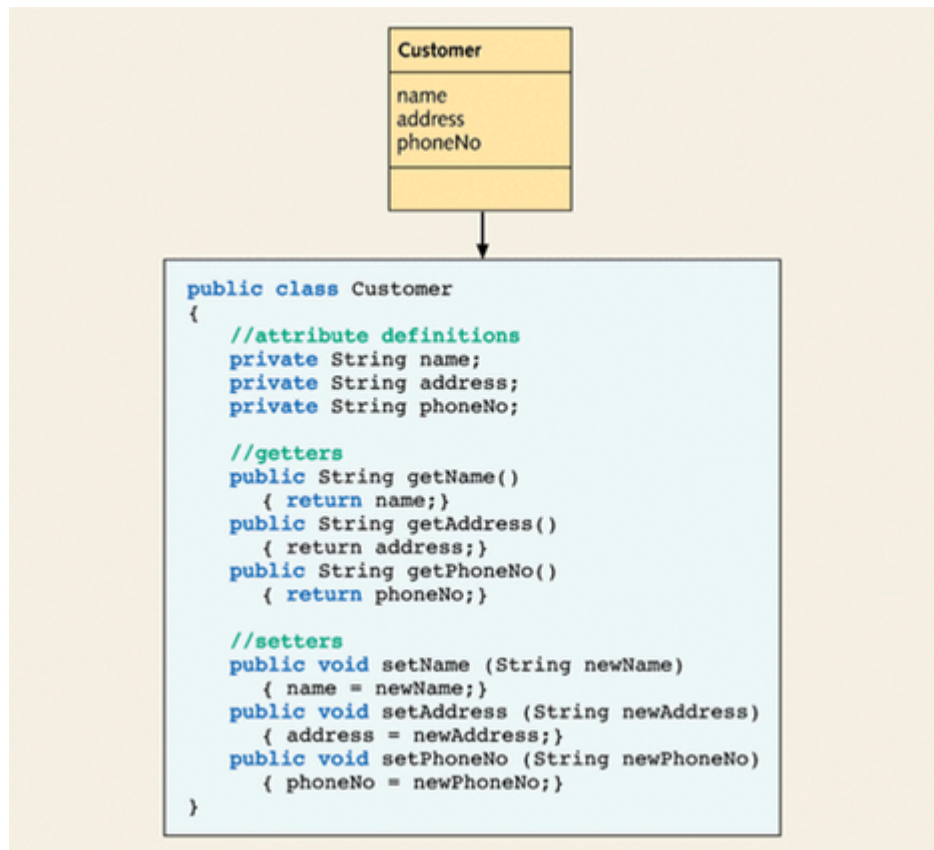 Customer
name
address
phoneNo
public class Customer
{
//attribute definitions
private String name;
private String address;
private String phoneNo;
//getters
public String getName()
{ return name;}
public String getAddress()
{ return address;}
public String getPhoneNo()
{ return phoneNo;}
//setters
public void setName (String newName)
{ name = newName;}
public void setAddress (String newAddress)
{ address = newAddress;}
public void setPhoneNo (String newPhoneNo)
{ phoneNo = newPhoneNo;}
}